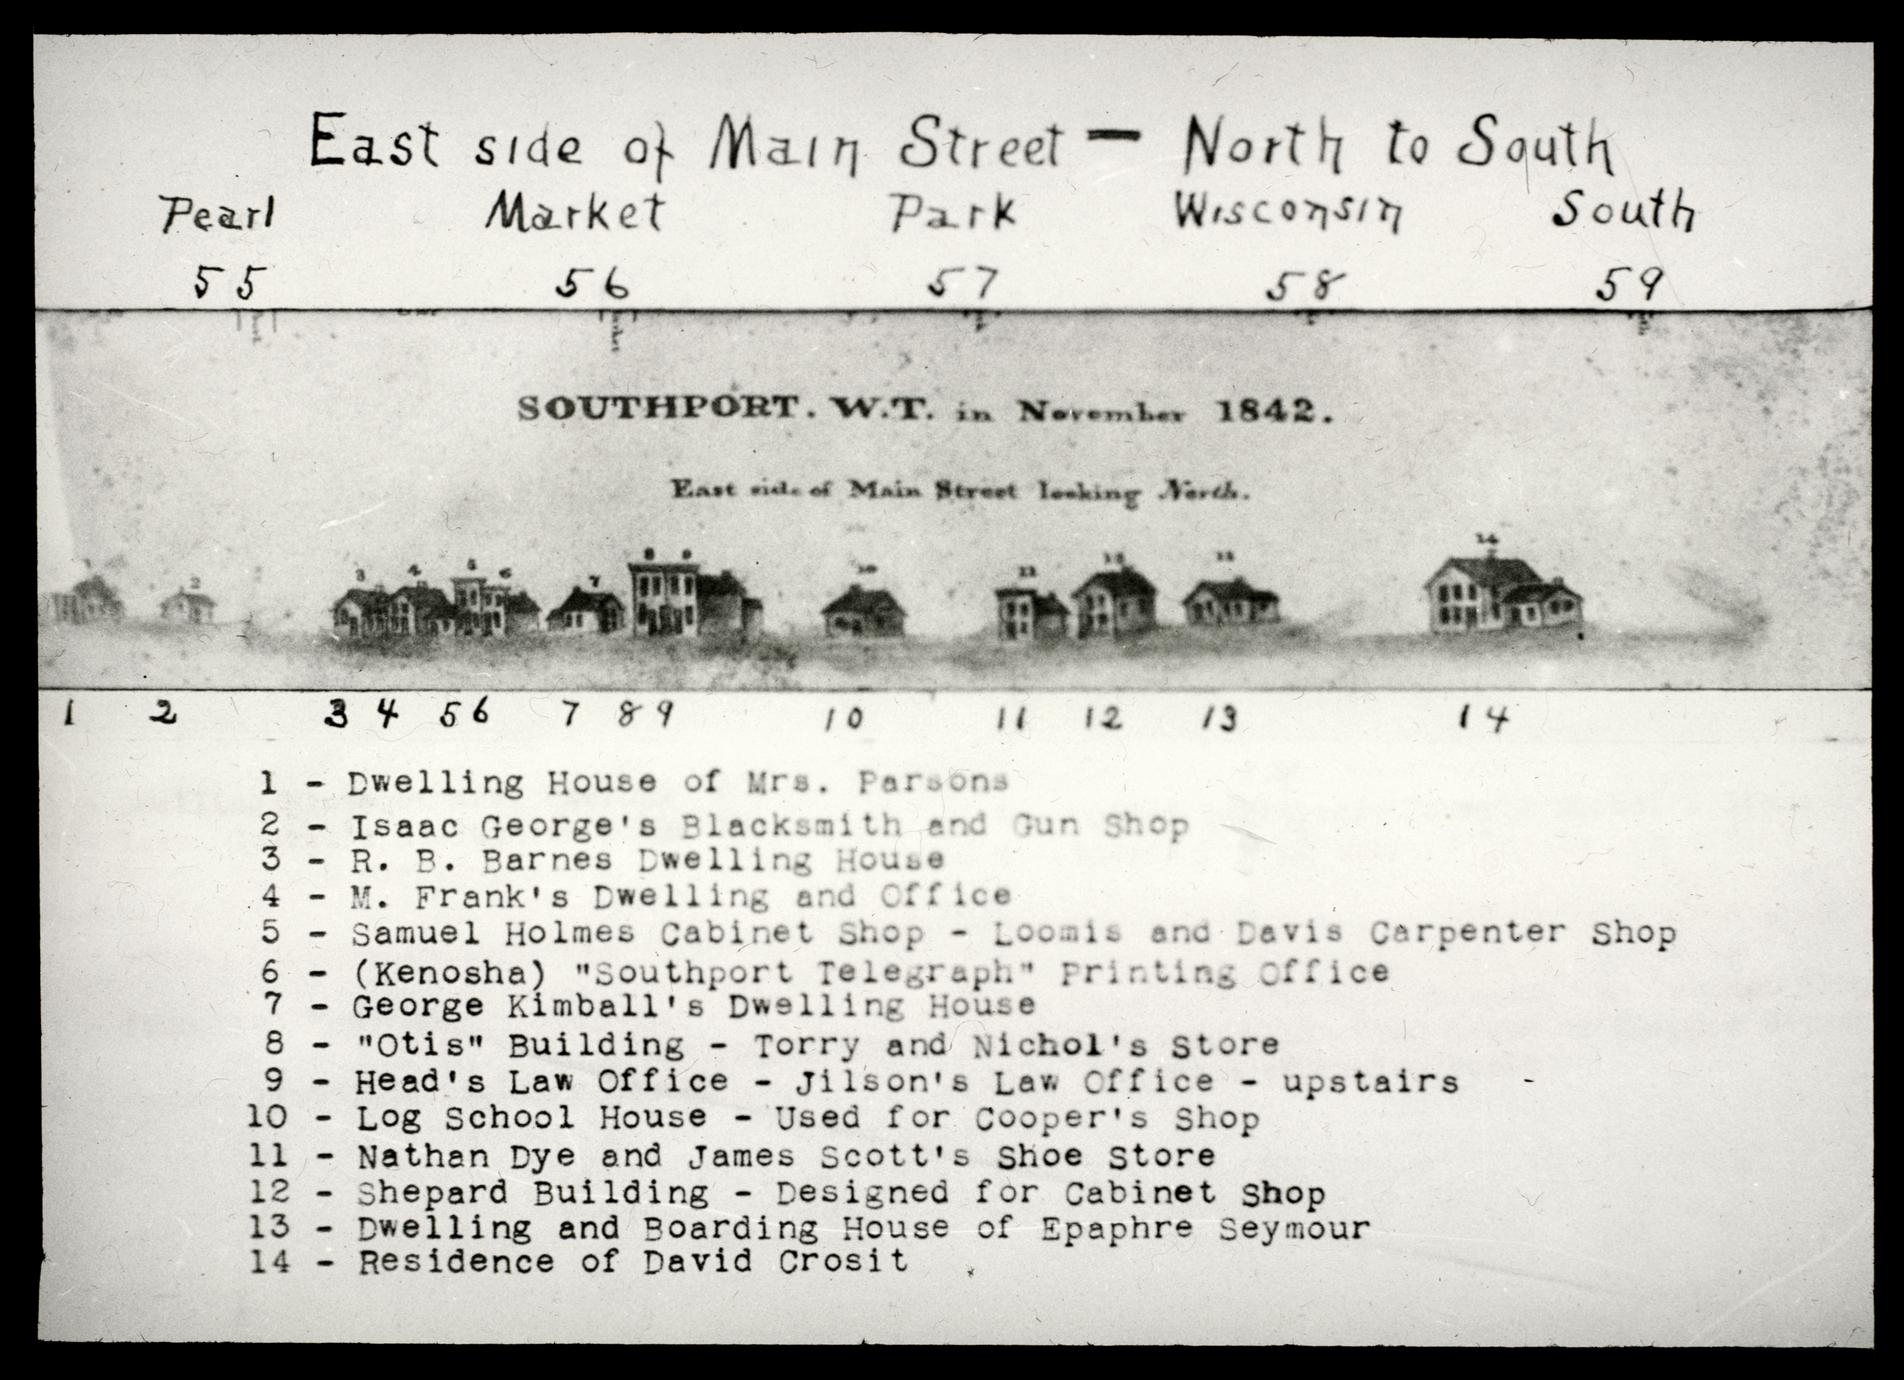 East side of Main Street — North to South
Pearl Market Park Wisconsin South
55 56 57 58 59
SOUTHPORT. W.T. in November 1842.
East side of Main Street looking North.
1 2 3 4 5 6 7 8 9 10 11 12 13 14
1 - Dwelling House of Mrs. Parsons
2 - Isaac George's Blacksmith and Gun Shop
3 - R. B. Barnes Dwelling House
4 - M. Frank's Dwelling and Office
5 - Samuel Holmes Cabinet Shop - Loomis and Davis Carpenter Shop
6 - (Kenosha) "Southport Telegraph" Printing Office
7 - George Kimball's Dwelling House
8 - "Otis" Building - Torry and Nichol's Store
9 - Head's Law Office - Jilson's Law Office - upstairs
10 - Log School House - Used for Cooper's Shop
11 - Nathan Dye and James Scott's Shoe Store
12 - Shepard Building - Designed for Cabinet Shop
13 - Dwelling and Boarding House of Epaphre Seymour
14 - Residence of David Crosit